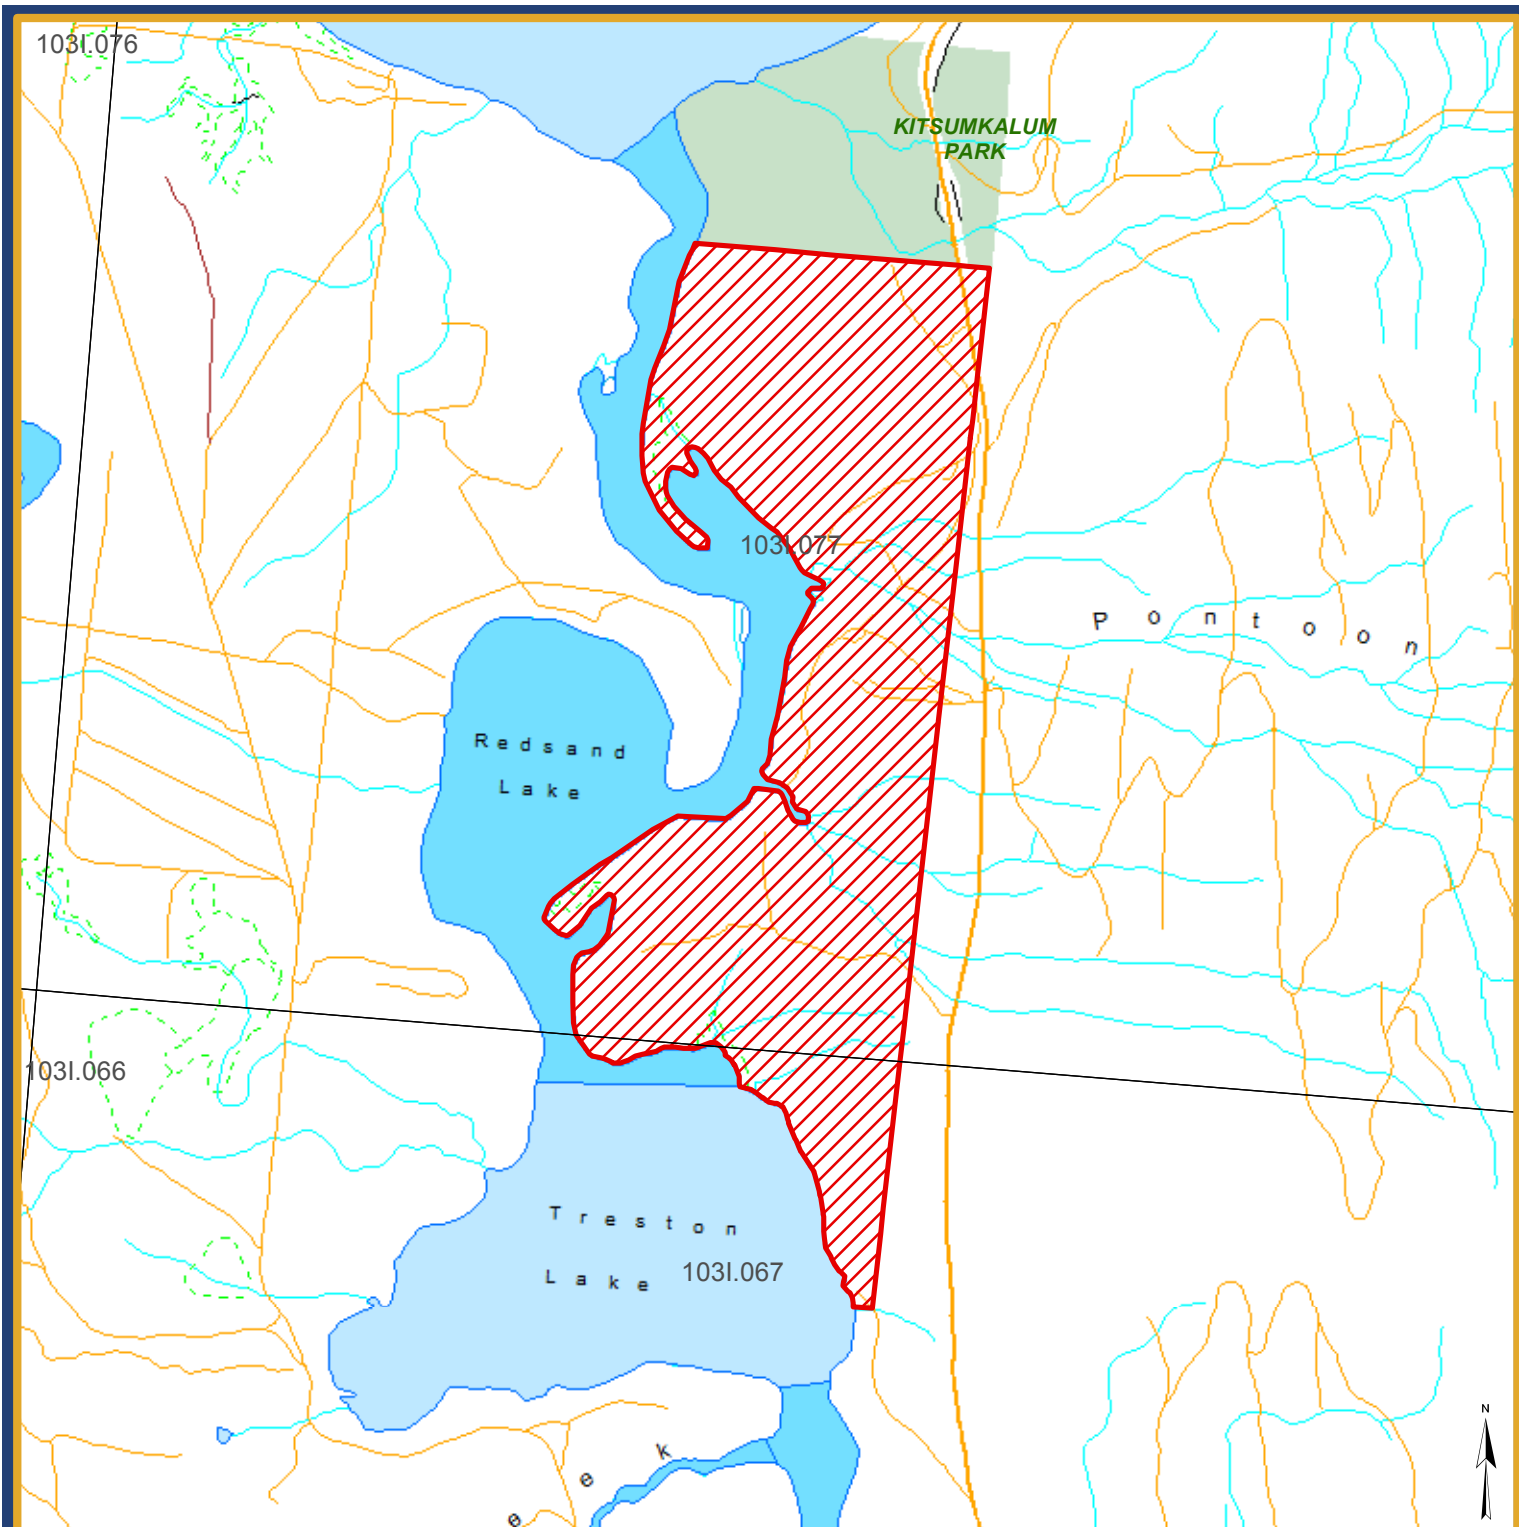 103I.076
KITSUMKALUM
PARK
103I.077
Pontoon
Redsand
Lake
103I.066
Treston
Lake
103I.067
N
e e k